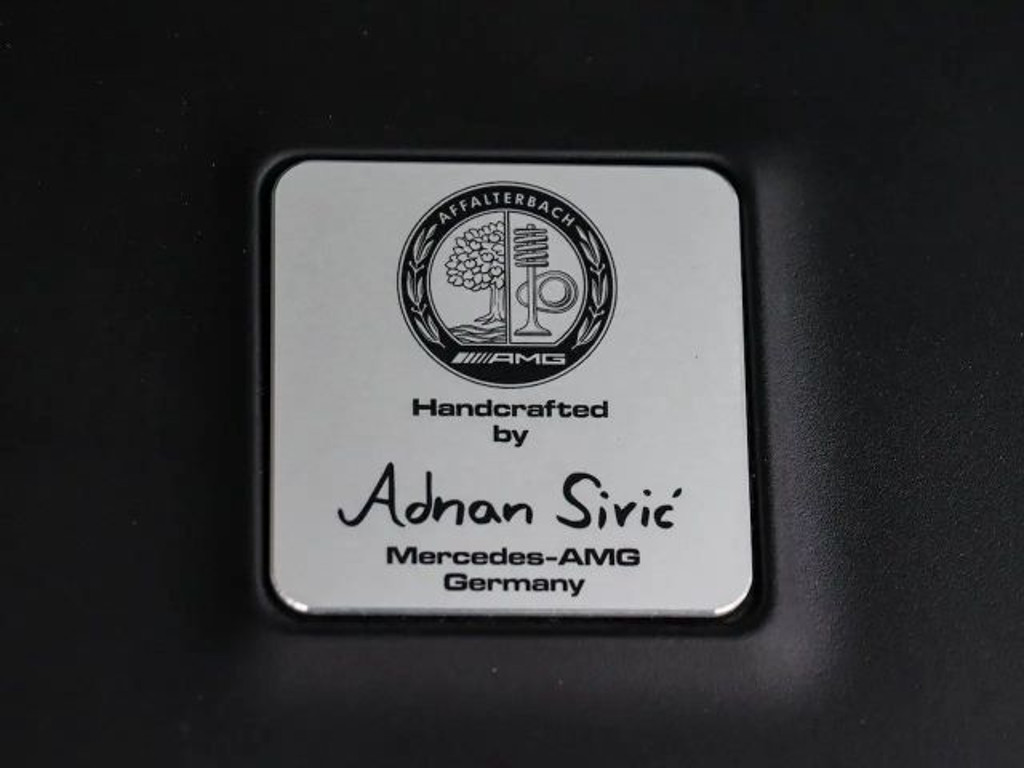 AFFALTERBACH
AMG
Handcrafted
by
Adnan Sirić
Mercedes-AMG
Germany